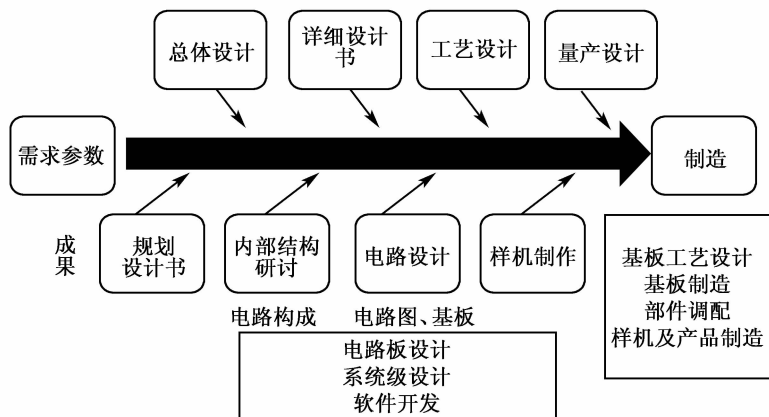 总体设计
详细设计
书
工艺设计
量产设计
需求参数
制造
成
果
规划
设计书
内部结构
研讨
电路设计
样机制作
电路构成
电路图、基板
电路板设计
系统级设计
软件开发
基板工艺设计
基板制造
部件调配
样机及产品制造